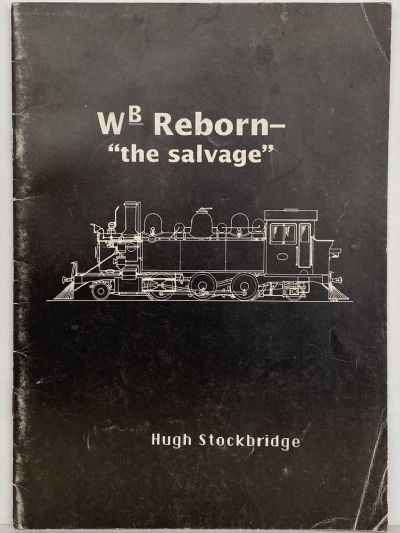 Wᴮ Reborn–
“the salvage”
Hugh Stockbridge